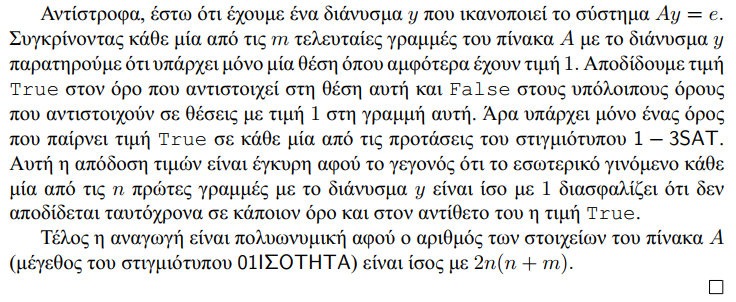 Αντίστροφα, έστω ότι έχουμε ένα διάνυσμα y που ικανοποιεί το σύστημα Ay = e.
Συγκρίνοντας κάθε μία από τις m τελευταίες γραμμές του πίνακα A με το διάνυσμα y
παρατηρούμε ότι υπάρχει μόνο μία θέση όπου αμφότερα έχουν τιμή 1. Αποδίδουμε τιμή
True στον όρο που αντιστοιχεί στη θέση αυτή και False στους υπόλοιπους όρους
που αντιστοιχούν σε θέσεις με τιμή 1 στη γραμμή αυτή. Άρα υπάρχει μόνο ένας όρος
που παίρνει τιμή True σε κάθε μία από τις προτάσεις του στιγμιότυπου 1 − 3SAT.
Αυτή η απόδοση τιμών είναι έγκυρη αφού το γεγονός ότι το εσωτερικό γινόμενο κάθε
μία από τις n πρώτες γραμμές με το διάνυσμα y είναι ίσο με 1 διασφαλίζει ότι δεν
αποδίδεται ταυτόχρονα σε κάποιον όρο και στον αντίθετο του η τιμή True.
Τέλος η αναγωγή είναι πολυωνυμική αφού ο αριθμός των στοιχείων του πίνακα A
(μέγεθος του στιγμιότυπου 01ΙΣΟΤΗΤΑ) είναι ίσος με 2n(n + m).
□